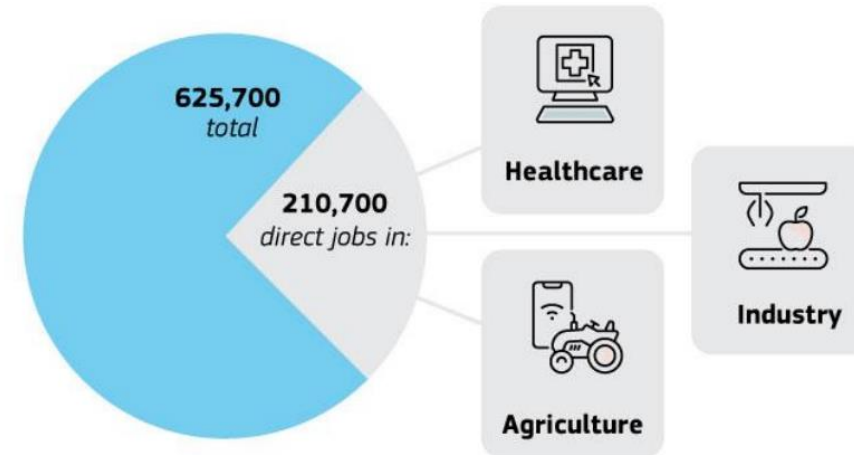 625,700
total
210,700
direct jobs in:
Healthcare
Industry
Agriculture